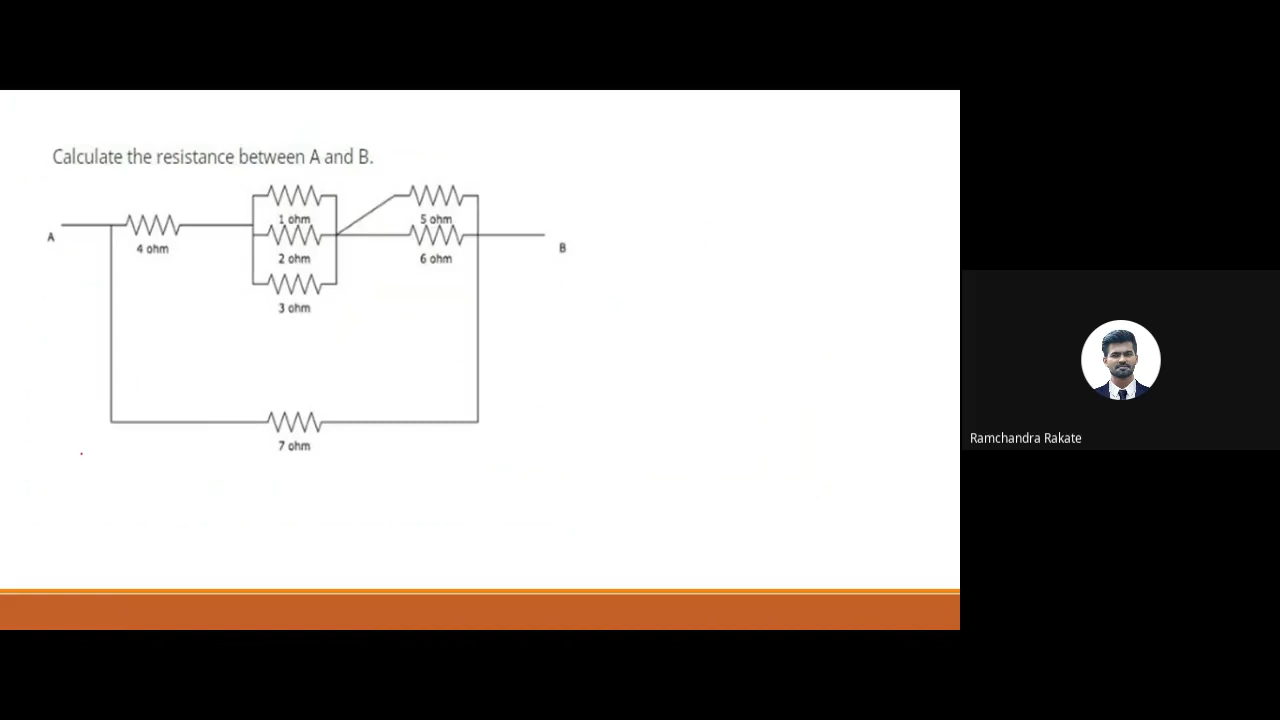 Calculate the resistance between A and B.
1 ohm
5 ohm
A
4 ohm
2 ohm
6 ohm
B
3 ohm
7 ohm
Ramchandra Rakate